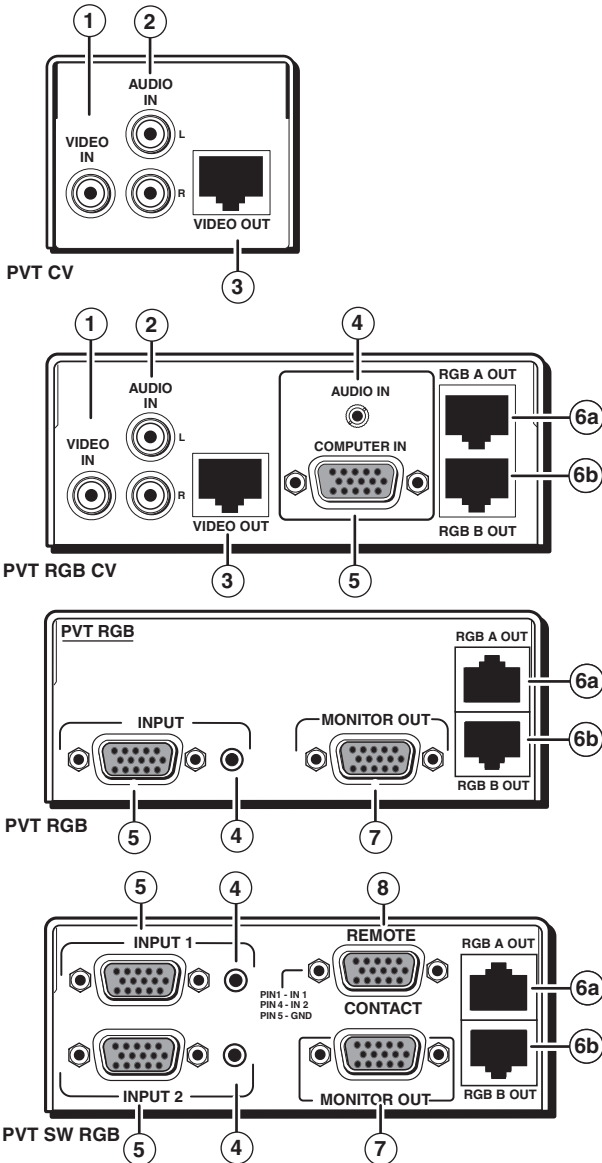 1 2
AUDIO
IN
L
VIDEO
IN
R
VIDEO OUT
PVT CV
3
1 2 4
RGB A OUT
AUDIO
IN
AUDIO IN
6a
L
VIDEO
IN
COMPUTER IN
6b
R
VIDEO OUT
RGB B OUT
PVT RGB CV
3 5
PVT RGB
RGB A OUT
6a
INPUT MONITOR OUT
6b
RGB B OUT
PVT RGB
5 4 7
5 4 8
INPUT 1 REMOTE
RGB A OUT
6a
PIN1 - IN 1
PIN 4 - IN 2
PIN 5 - GND
CONTACT
6b
INPUT 2 MONITOR OUT
RGB B OUT
PVT SW RGB
5 4 7